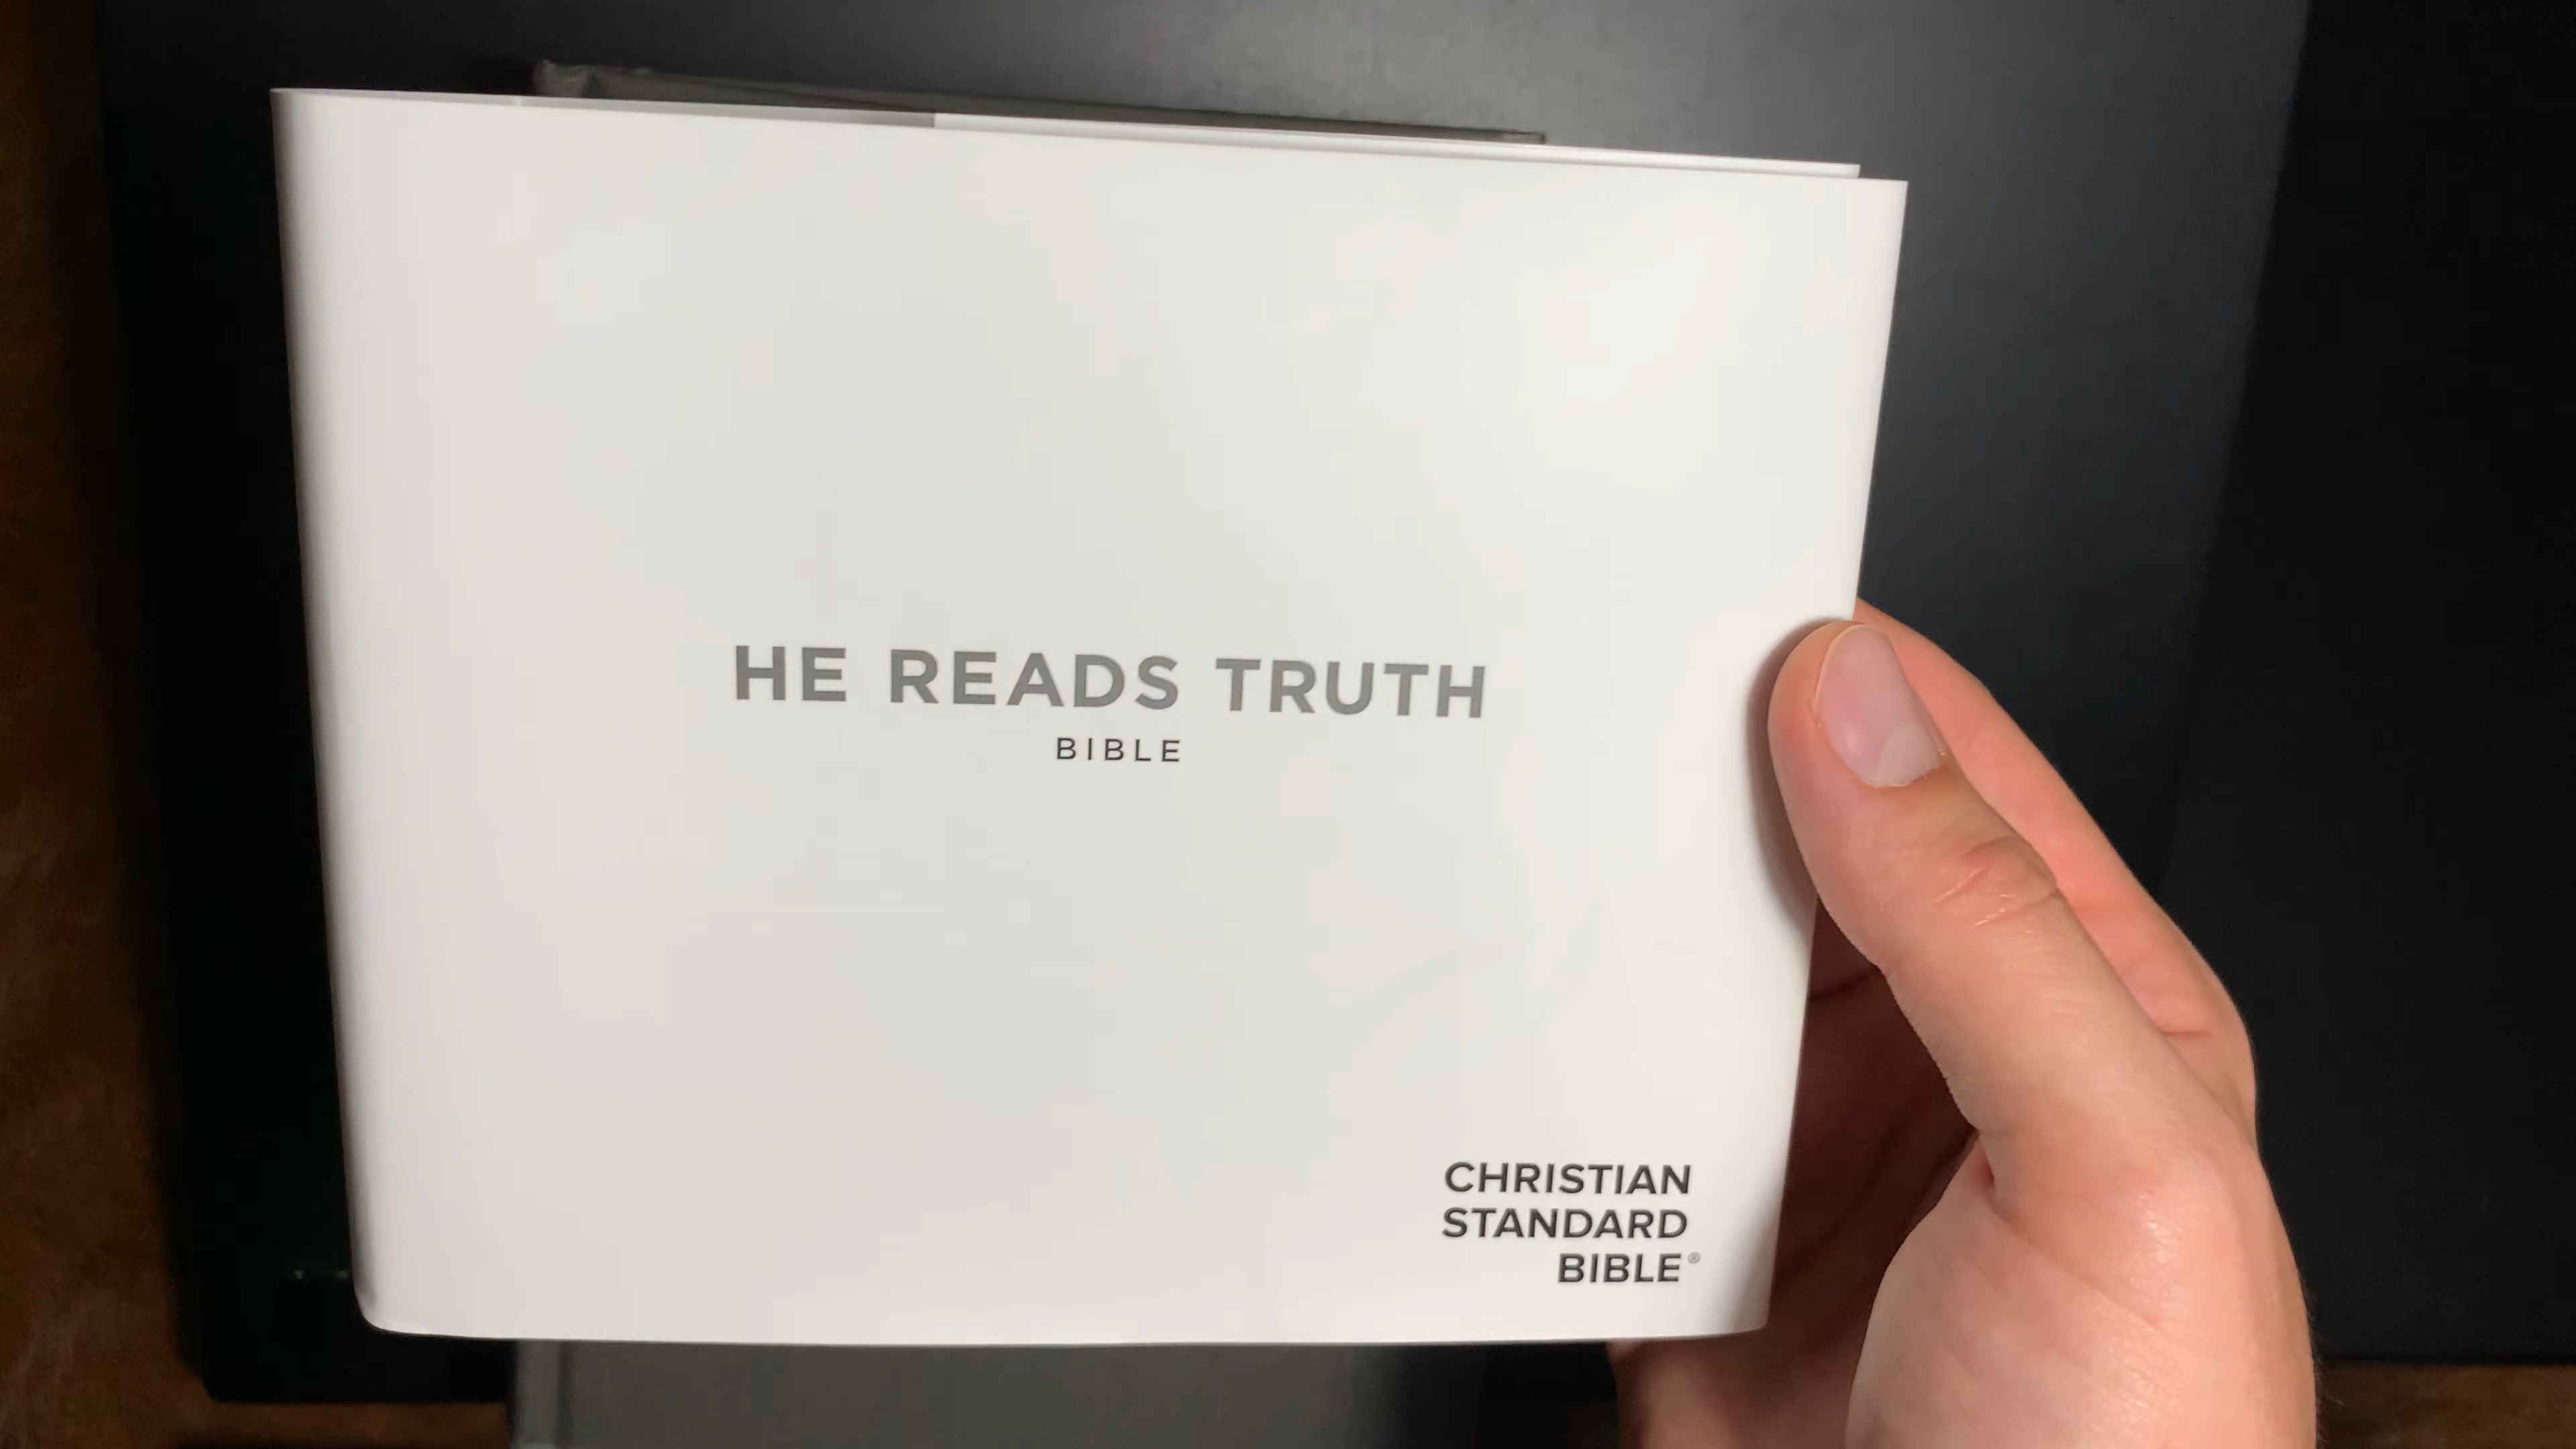 HE READS TRUTH
BIBLE
CHRISTIAN
STANDARD
BIBLE®